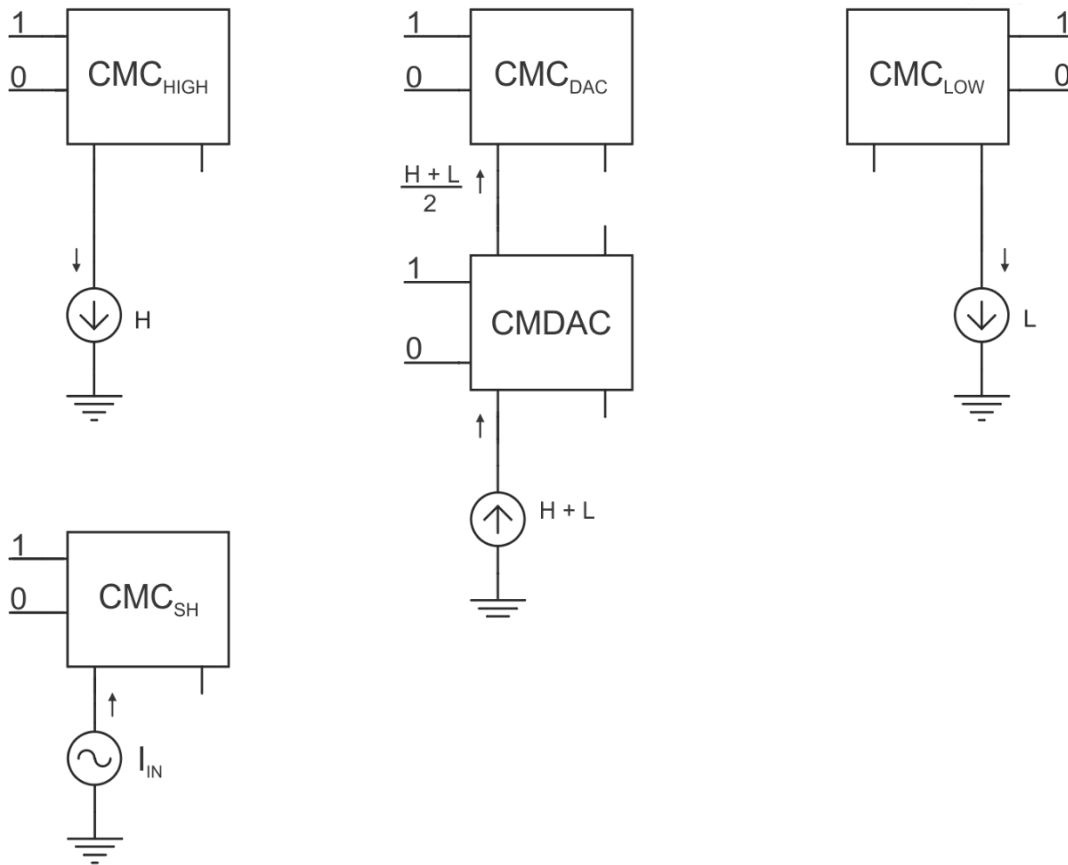 1
0
CMC_HIGH
H
1
0
CMC_DAC
H + L
2
1
0
CMDAC
H + L
1
0
CMC_LOW
L
1
0
CMC_SH
I_IN